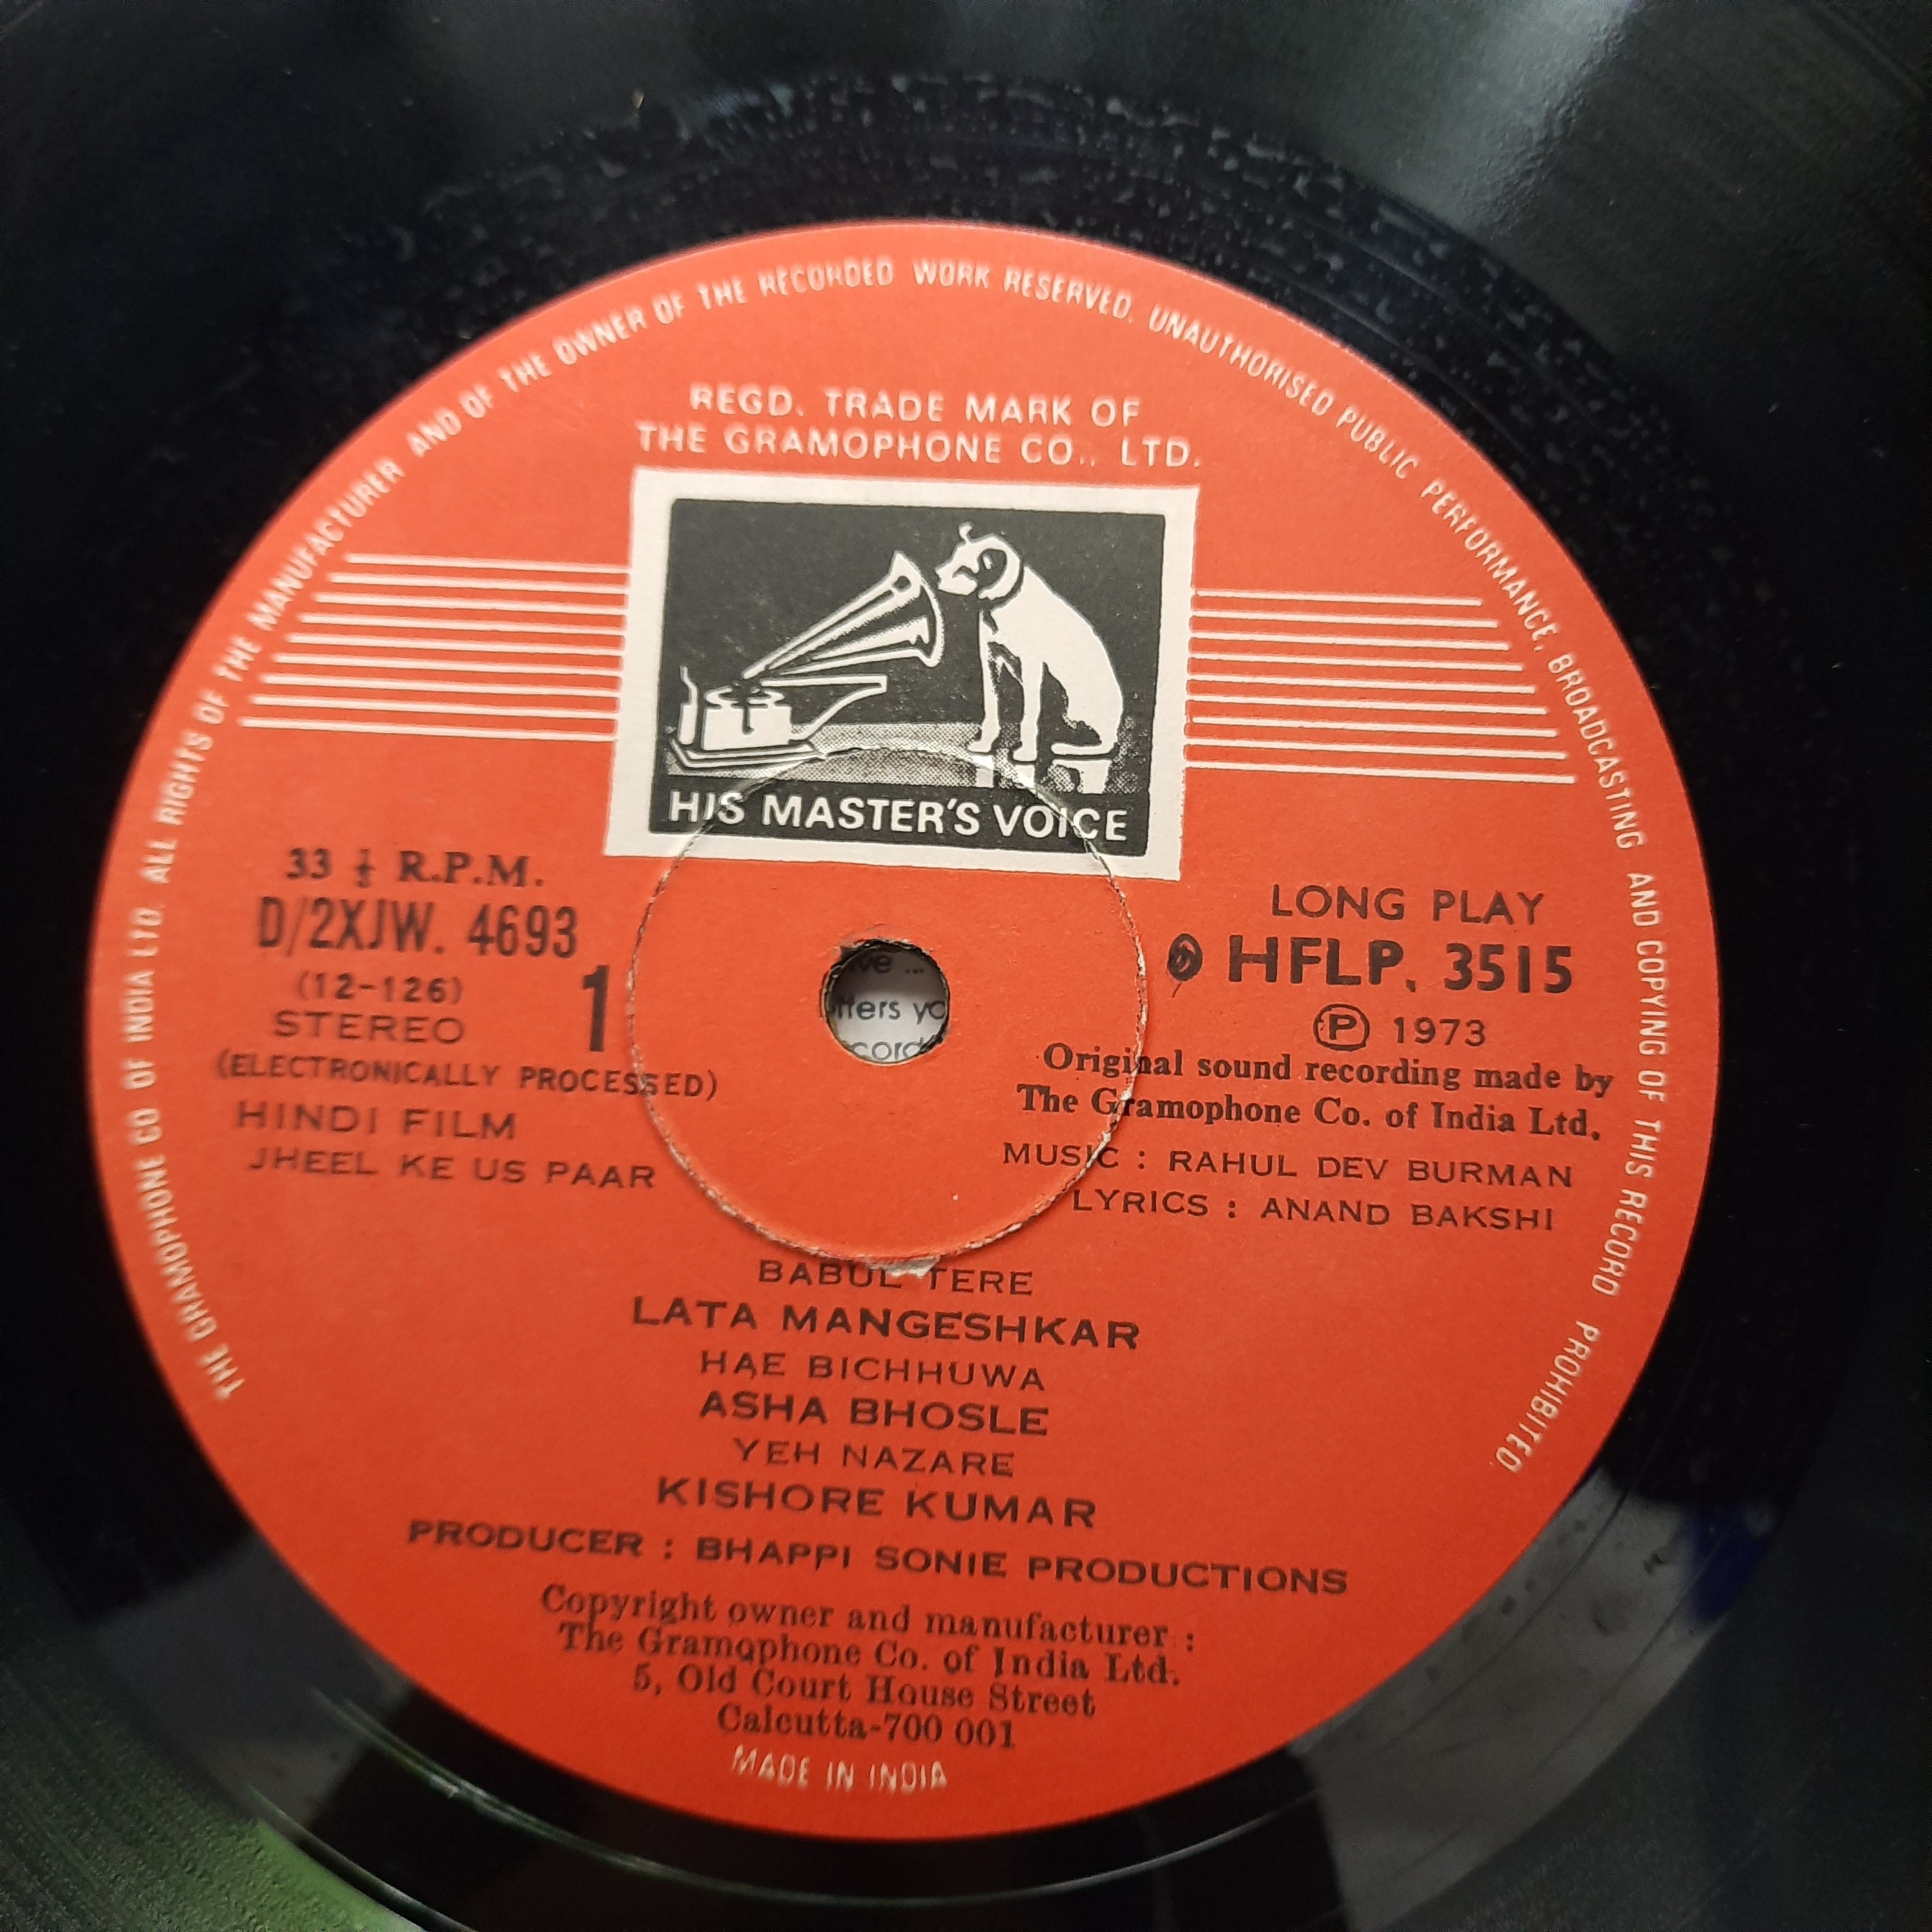 THE GRAMOPHONE CO OF INDIA LTD. ALL RIGHTS OF THE MANUFACTURER AND OF THE OWNER OF THE RECORDED WORK RESERVED. UNAUTHORISED PUBLIC PERFORMANCE, BROADCASTING AND COPYING OF THIS RECORD PROHIBITED
REGD. TRADE MARK OF
THE GRAMOPHONE CO., LTD.
HIS MASTER'S VOICE
33 ⅓ R.P.M.
D/2XJW. 4693
(12-126)
STEREO
1
(ELECTRONICALLY PROCESSED)
HINDI FILM
JHEEL KE US PAAR
LONG PLAY
HFLP. 3515
Ⓟ 1973
Original sound recording made by
The Gramophone Co. of India Ltd.
MUSIC : RAHUL DEV BURMAN
LYRICS : ANAND BAKSHI
BABUL TERE
LATA MANGESHKAR
HAE BICHHUWA
ASHA BHOSLE
YEH NAZARE
KISHORE KUMAR
PRODUCER : BHAPPI SONIE PRODUCTIONS
Copyright owner and manufacturer :
The Gramophone Co. of India Ltd.
5, Old Court House Street
Calcutta-700 001
MADE IN INDIA